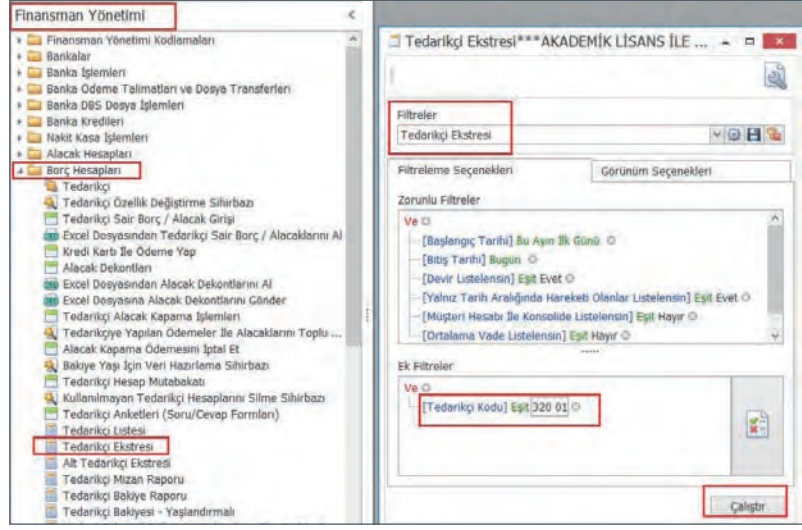 Finansman Yönetimi
Finansman Yönetimi Kodlamaları
Bankalar
Banka İşlemleri
Banka Ödeme Talimatları ve Dosya Transferleri
Banka DBS Dosya İşlemleri
Banka Kredileri
Nakit Kasa İşlemleri
Alacak Hesapları
Borç Hesapları
Tedarikçi
Tedarikçi Özellik Değiştirme Sihirbazı
Tedarikçi Sair Borç / Alacak Girişi
Excel Dosyasından Tedarikçi Sair Borç / Alacaklarını Al
Kredi Kartı İle Ödeme Yap
Alacak Dekontları
Excel Dosyasından Alacak Dekontlarını Al
Excel Dosyasına Alacak Dekontlarını Gönder
Tedarikçi Alacak Kapama İşlemleri
Tedarikçiye Yapılan Ödemeler İle Alacaklarını Toplu ...
Alacak Kapama Ödemesini İptal Et
Bakiye Yaşı İçin Veri Hazırlama Sihirbazı
Tedarikçi Hesap Mutabakatı
Kullanılmayan Tedarikçi Hesaplarını Silme Sihirbazı
Tedarikçi Anketleri (Soru/Cevap Formları)
Tedarikçi Listesi
Tedarikçi Ekstresi
Alt Tedarikçi Ekstresi
Tedarikçi Mizan Raporu
Tedarikçi Bakiye Raporu
Tedarikçi Bakiyesi - Yaşlandırmalı
Tedarikçi Ekstresi***AKADEMİK LİSANS İLE ...
Filtreler
Tedarikçi Ekstresi
Filtreleme Seçenekleri Görünüm Seçenekleri
Zorunlu Filtreler
Ve
[Başlangıç Tarihi] Bu Ayın İlk Günü
[Bitiş Tarihi] Bugün
[Devir Listelensin] Eşit Evet
[Yalnız Tarih Aralığında Hareketi Olanlar Listelensin] Eşit Evet
[Müşteri Hesabı İle Konsolide Listelensin] Eşit Hayır
[Ortalama Vade Listelensin] Eşit Hayır
Ek Filtreler
Ve
[Tedarikçi Kodu] Eşit 320 01
Çalıştır